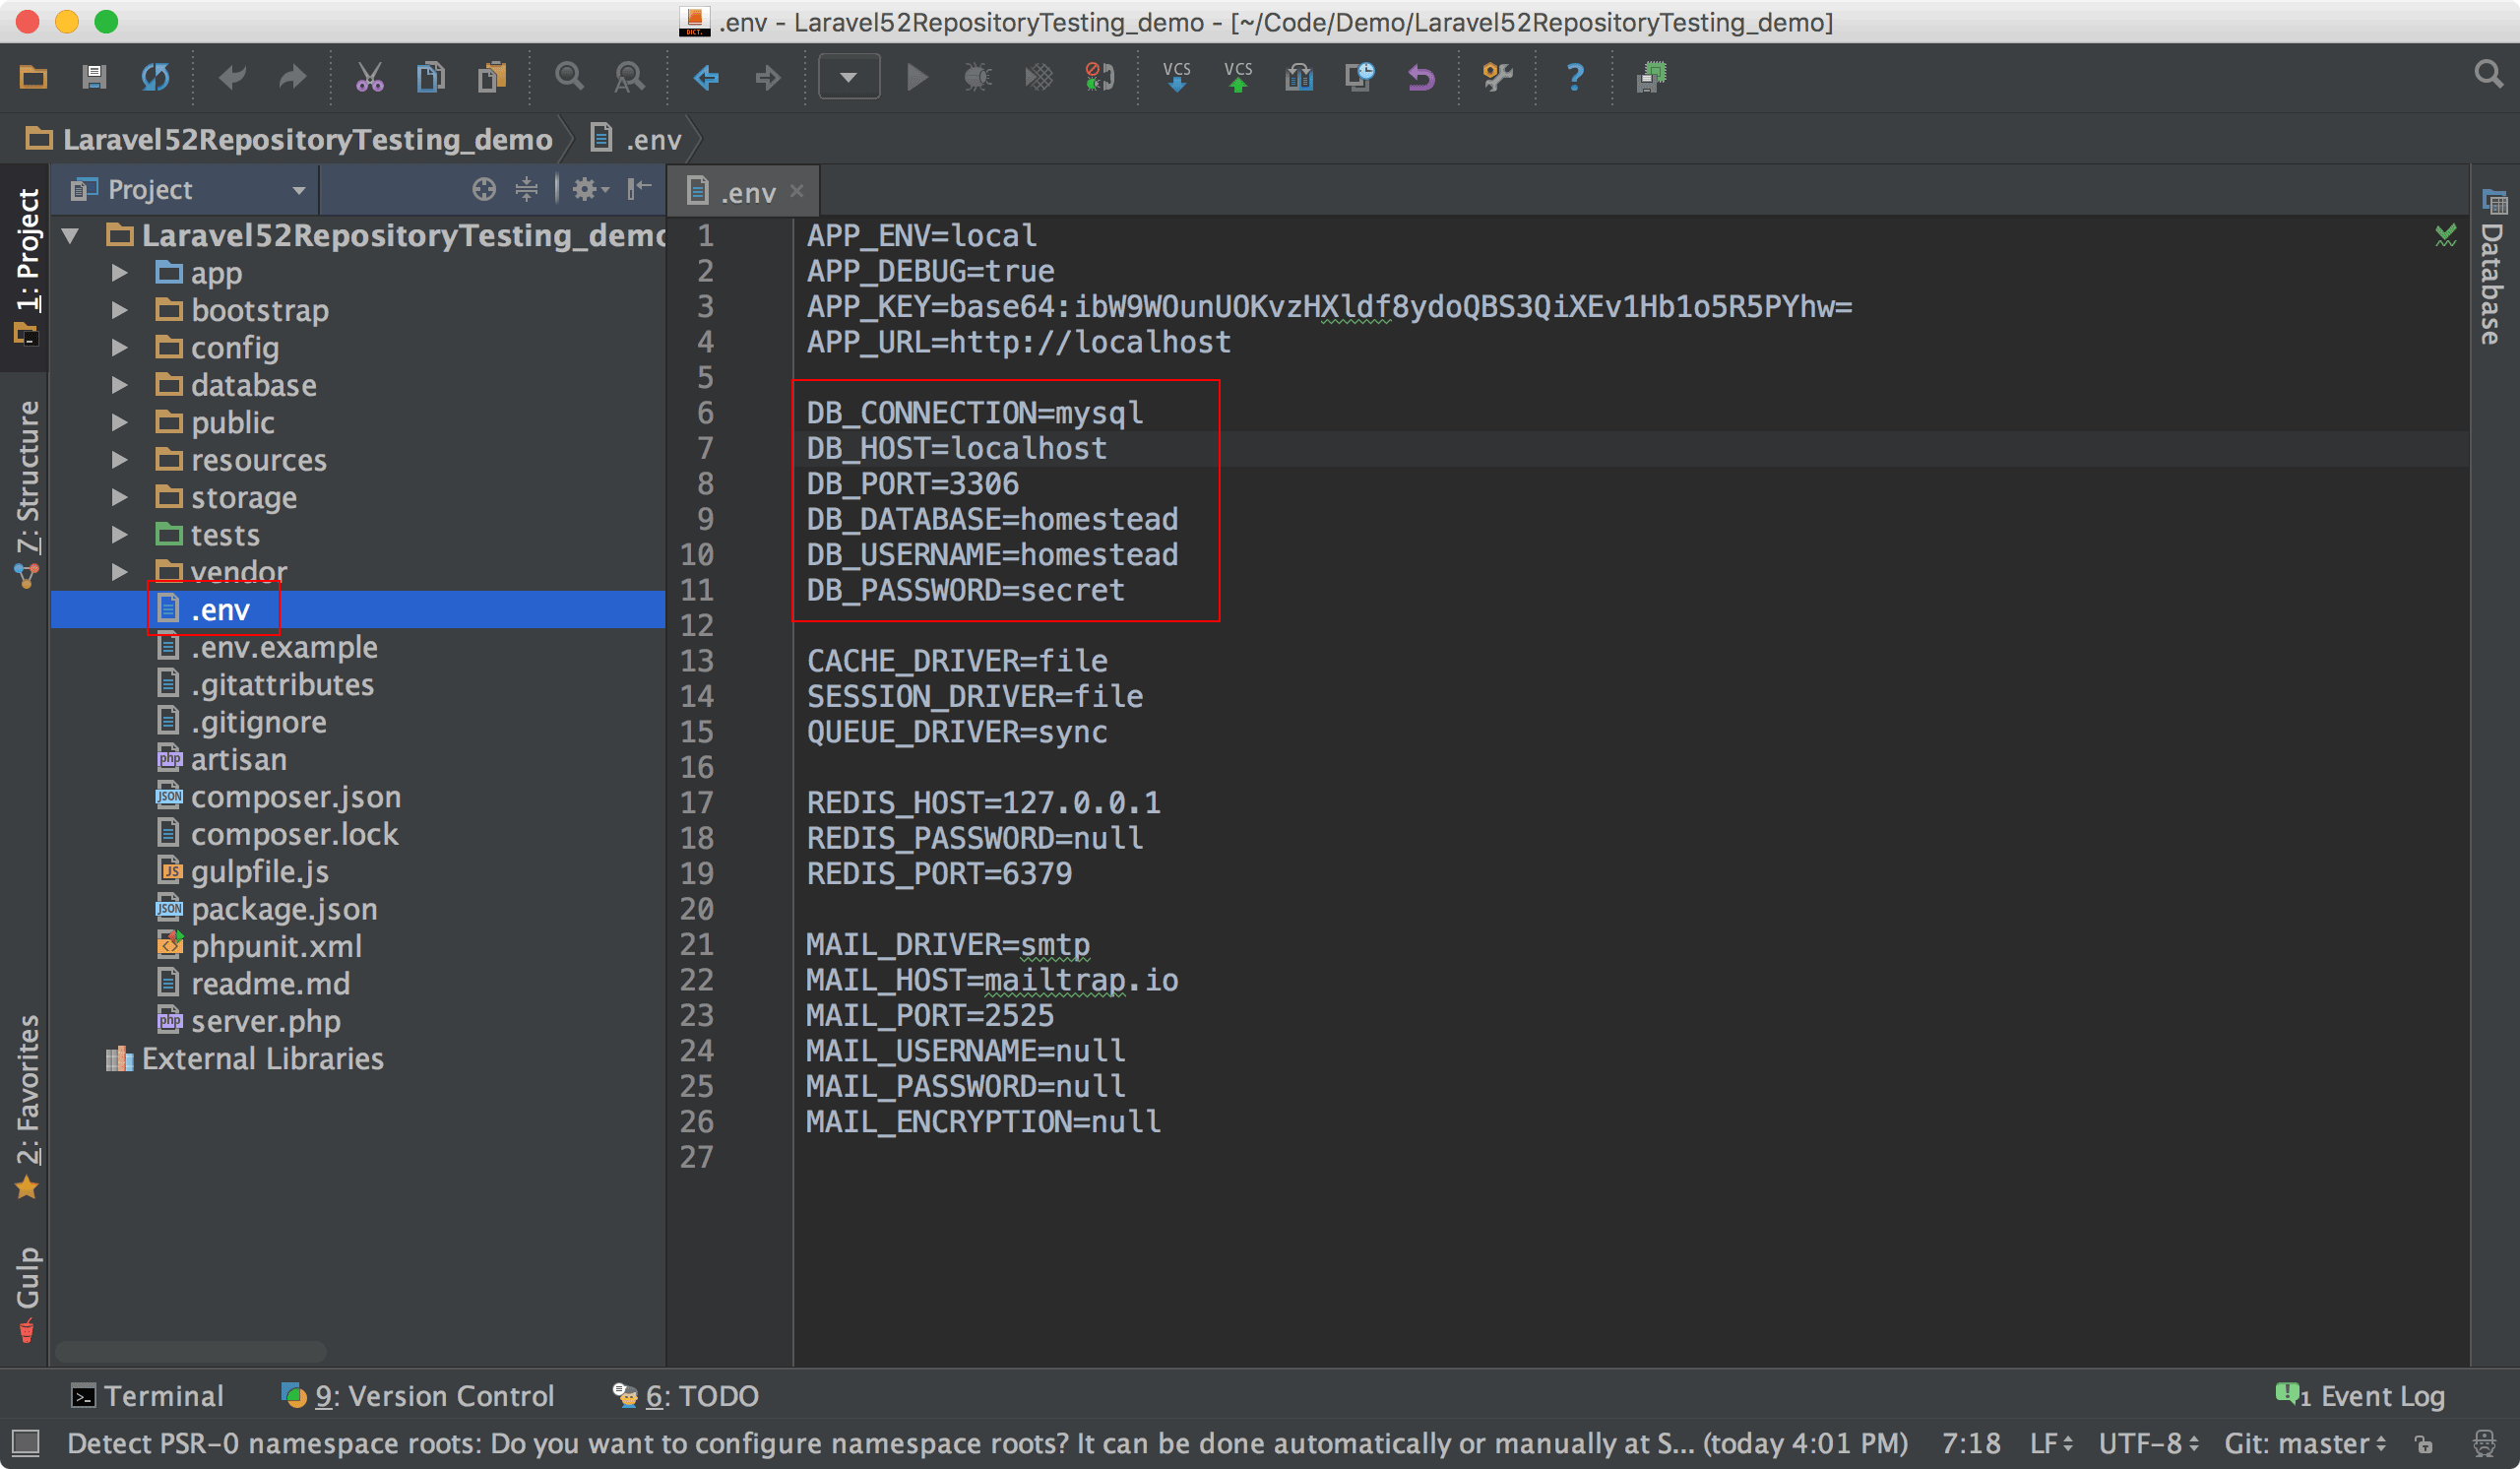 .env - Laravel52RepositoryTesting_demo - [~/Code/Demo/Laravel52RepositoryTesting_demo]
VCS VCS ?
Laravel52RepositoryTesting_demo .env
Project
.env ×
1: Project
7: Structure
2: Favorites
Gulp
Laravel52RepositoryTesting_demo
app
bootstrap
config
database
public
resources
storage
tests
vendor
.env
.env.example
.gitattributes
.gitignore
artisan
composer.json
composer.lock
gulpfile.js
package.json
phpunit.xml
readme.md
server.php
External Libraries
1 APP_ENV=local
2 APP_DEBUG=true
3 APP_KEY=base64:ibW9WOunUOKvzHXldf8ydoQBS3QiXEv1Hb1o5R5PYhw=
4 APP_URL=http://localhost
5
6 DB_CONNECTION=mysql
7 DB_HOST=localhost
8 DB_PORT=3306
9 DB_DATABASE=homestead
10 DB_USERNAME=homestead
11 DB_PASSWORD=secret
12
13 CACHE_DRIVER=file
14 SESSION_DRIVER=file
15 QUEUE_DRIVER=sync
16
17 REDIS_HOST=127.0.0.1
18 REDIS_PASSWORD=null
19 REDIS_PORT=6379
20
21 MAIL_DRIVER=smtp
22 MAIL_HOST=mailtrap.io
23 MAIL_PORT=2525
24 MAIL_USERNAME=null
25 MAIL_PASSWORD=null
26 MAIL_ENCRYPTION=null
27
Database
Terminal 9: Version Control 6: TODO 1 Event Log
Detect PSR-0 namespace roots: Do you want to configure namespace roots? It can be done automatically or manually at S... (today 4:01 PM) 7:18 LF UTF-8 Git: master